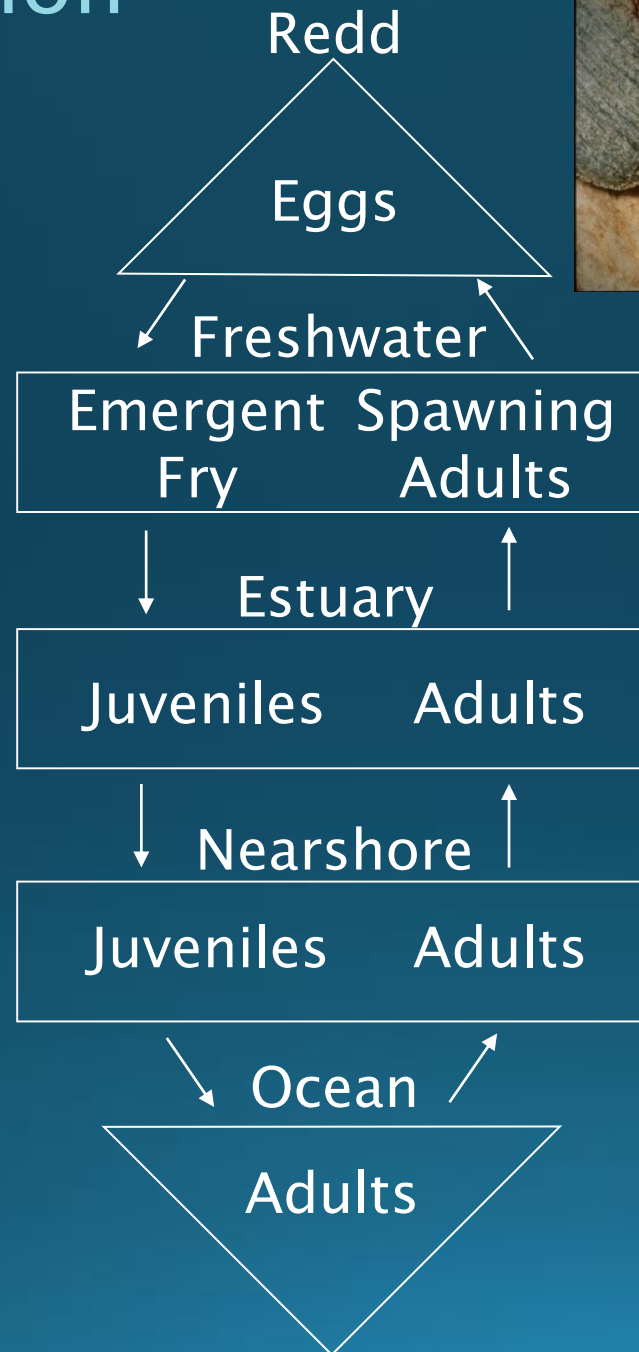 Redd
Eggs
Freshwater
Emergent Spawning
Fry Adults
Estuary
Juveniles Adults
Nearshore
Juveniles Adults
Ocean
Adults